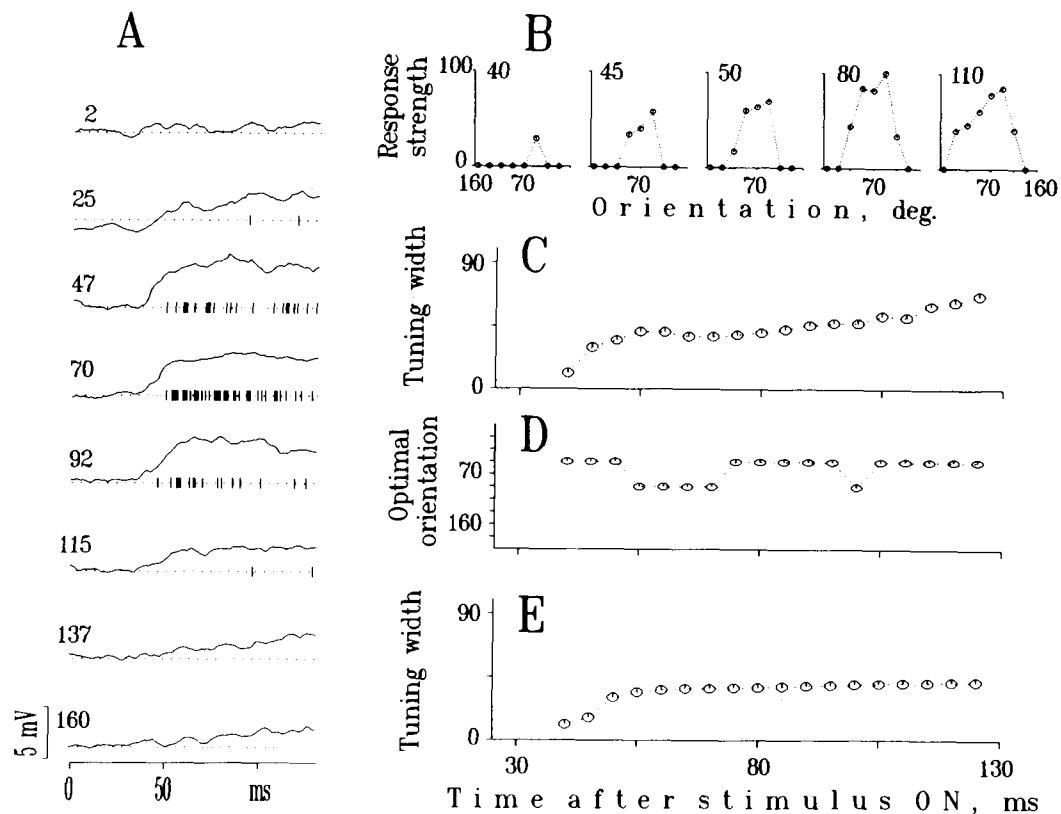 A
2
25
47
70
92
115
137
160
5 mV
0 50 ms
B
Response strength
100
0
40 45 50 80 110
160 70 70 70 70 70 160
Orientation, deg.
C
Tuning width
90
0
D
Optimal orientation
70
160
E
Tuning width
90
0
30 80 130
Time after stimulus ON, ms